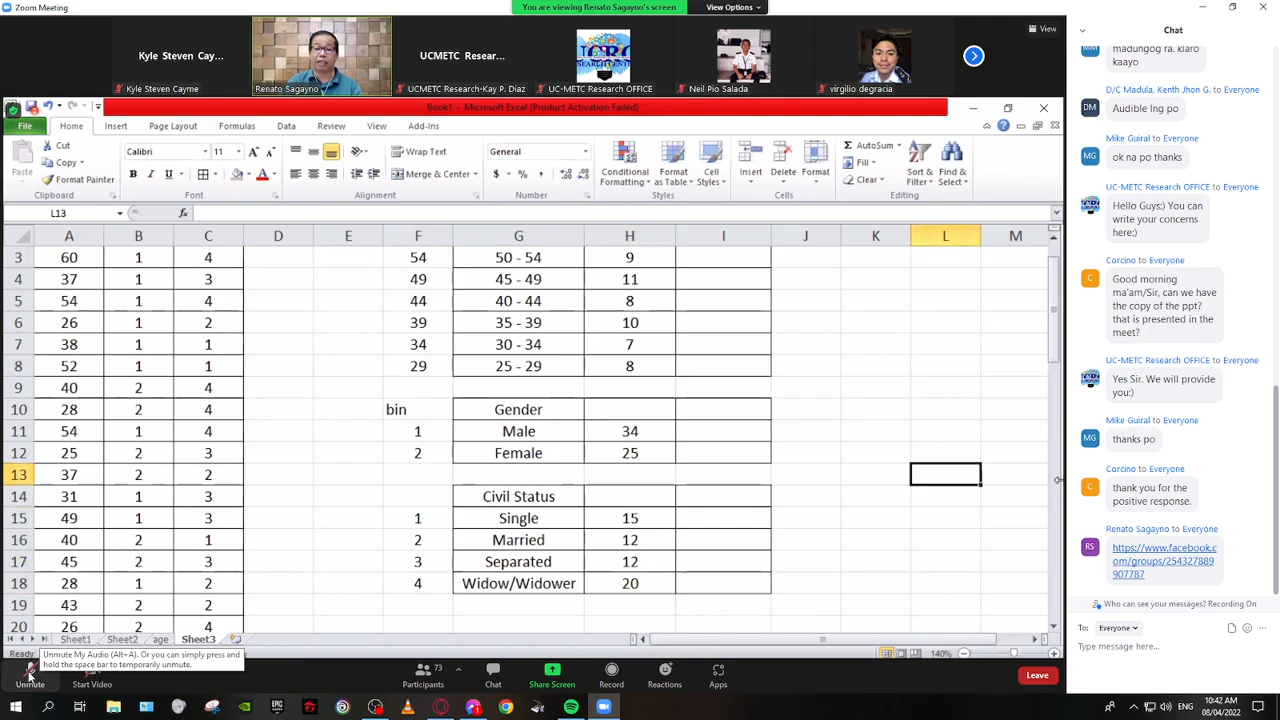 Zoom Meeting
You are viewing Renato Sagayno's screen
View Options
Kyle Steven Cay...
UCMETC Resear...
View
Kyle Steven Cayme
Renato Sagayno
UCMETC Research-Kay P. Diaz
UC-METC Research OFFICE
Neil Pio Salada
virgilio degracia
Book1 - Microsoft Excel (Product Activation Failed)
File Home Insert Page Layout Formulas Data Review View Add-Ins
Paste
Cut
Copy
Format Painter
Clipboard
Calibri 11
B I U
Font
Wrap Text
Merge & Center
Alignment
General
$ % ,
Number
Conditional Formatting
Format as Table
Cell Styles
Styles
Insert
Delete
Format
Cells
AutoSum
Fill
Clear
Sort & Filter
Find & Select
Editing
L13 fx
A B C D E F G H I J K L M
3 60 1 4 54 50 - 54 9
4 37 1 3 49 45 - 49 11
5 54 1 4 44 40 - 44 8
6 26 1 2 39 35 - 39 10
7 38 1 1 34 30 - 34 7
8 52 1 1 29 25 - 29 8
9 40 2 4
10 28 2 4 bin Gender
11 54 1 4 1 Male 34
12 25 2 3 2 Female 25
13 37 2 2
14 31 1 3 Civil Status
15 49 1 3 1 Single 15
16 40 2 1 2 Married 12
17 45 2 3 3 Separated 12
18 28 1 2 4 Widow/Widower 20
19 43 2 2
20 26 1 3
Sheet1 Sheet2 age Sheet3
Ready
140%
Unmute My Audio (Alt+A). Or you can simply press and
hold the space bar to temporarily unmute.
Unmute
Start Video
73
Participants
Chat
Share Screen
Record
Reactions
Apps
Leave
Chat
madungog ra. klaro
kaayo
D/C Madula, Kenth Jhon G. to Everyone
DM
Audible Ing po
Mike Guiral to Everyone
MG
ok na po thanks
UC-METC Research OFFICE to Everyone
Hello Guys:) You can
write your concerns
here:)
Corcino to Everyone
C
Good morning
ma'am/Sir, can we have
the copy of the ppt?
that is presented in the
meet?
UC-METC Research OFFICE to Everyone
Yes Sir. We will provide
you:)
Mike Guiral to Everyone
MG
thanks po
Corcino to Everyone
C
thank you for the
positive response.
Renato Sagayno to Everyone
RS
https://www.facebook.c
om/groups/254327889
907787
Who can see your messages? Recording On
To: Everyone
Type message here...
ENG
10:42 AM
08/04/2022